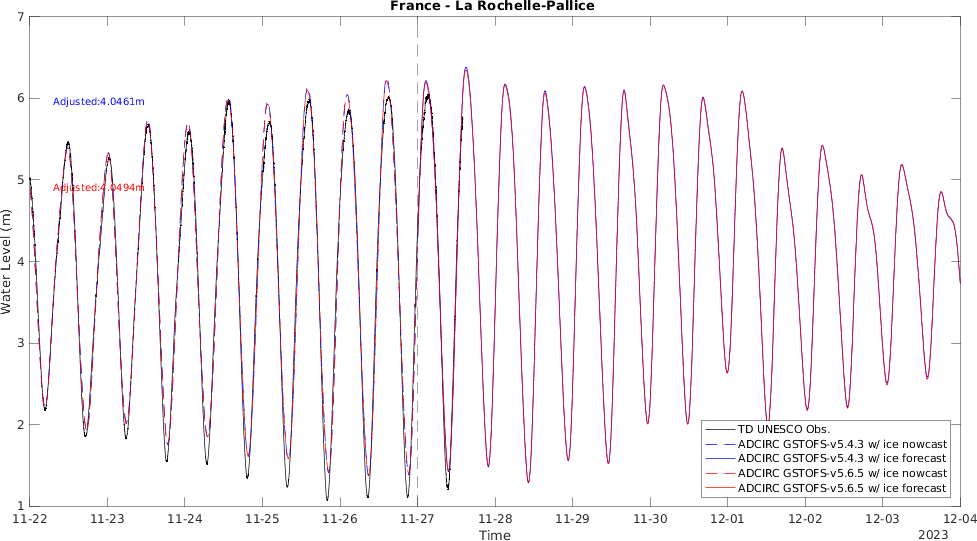 France - La Rochelle-Pallice
7
6
5
4
3
2
1
Water Level (m)
Adjusted:4.0461m
Adjusted:4.0494m
TD UNESCO Obs.
ADCIRC GSTOFS-v5.4.3 w/ ice nowcast
ADCIRC GSTOFS-v5.4.3 w/ ice forecast
ADCIRC GSTOFS-v5.6.5 w/ ice nowcast
ADCIRC GSTOFS-v5.6.5 w/ ice forecast
11-22 11-23 11-24 11-25 11-26 11-27 11-28 11-29 11-30 12-01 12-02 12-03 12-04
Time
2023